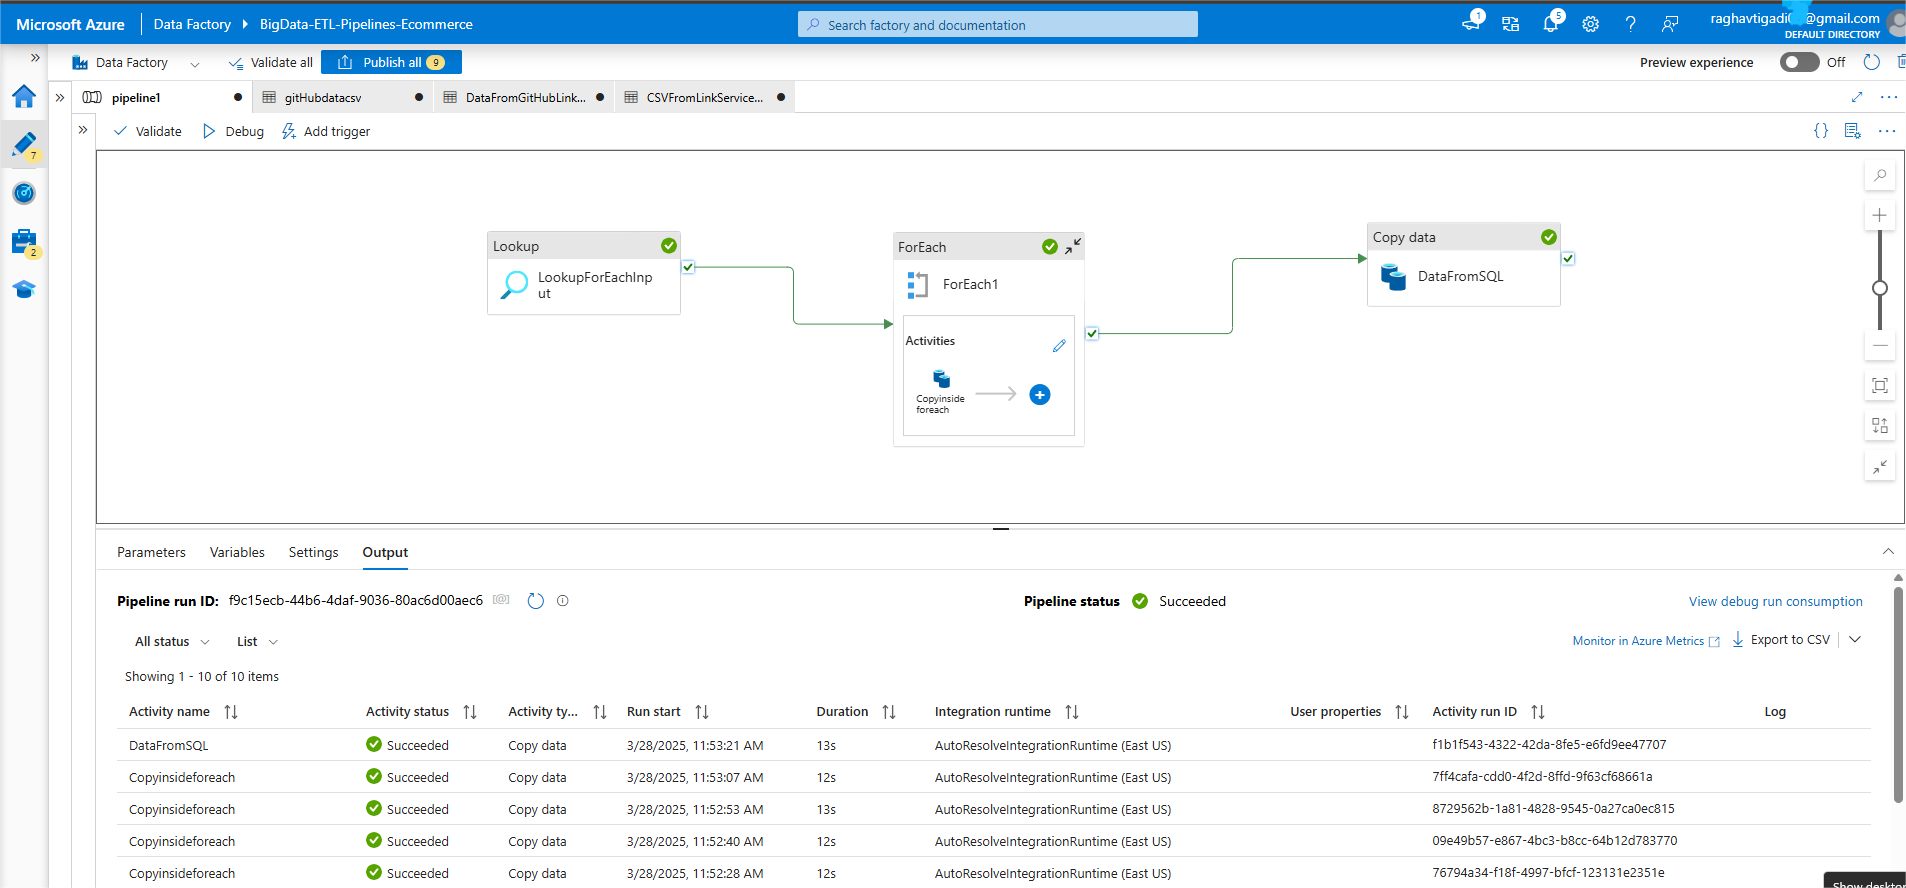 Microsoft Azure
Data Factory
BigData-ETL-Pipelines-Ecommerce
Search factory and documentation
1
5
@gmail.com
DEFAULT DIRECTORY
Data Factory
Validate all
Publish all
9
Preview experience
Off
pipeline1
gitHubdatacsv
DataFromGitHubLink...
CSVFromLinkService...
Validate
Debug
Add trigger
7
2
Lookup
LookupForEachInp
ut
ForEach
ForEach1
Activities
Copyinside
foreach
Copy data
DataFromSQL
Parameters
Variables
Settings
Output
Pipeline run ID: f9c15ecb-44b6-4daf-9036-80ac6d00aec6
Pipeline status
Succeeded
View debug run consumption
All status
List
Monitor in Azure Metrics
Export to CSV
Showing 1 - 10 of 10 items
Activity name Activity status Activity ty... Run start Duration Integration runtime User properties Activity run ID Log
DataFromSQL Succeeded Copy data 3/28/2025, 11:53:21 AM 13s AutoResolveIntegrationRuntime (East US) f1b1f543-4322-42da-8fe5-e6fd9ee47707
Copyinsideforeach Succeeded Copy data 3/28/2025, 11:53:07 AM 12s AutoResolveIntegrationRuntime (East US) 7ff4cafa-cdd0-4f2d-8ffd-9f63cf68661a
Copyinsideforeach Succeeded Copy data 3/28/2025, 11:52:53 AM 13s AutoResolveIntegrationRuntime (East US) 8729562b-1a81-4828-9545-0a27ca0ec815
Copyinsideforeach Succeeded Copy data 3/28/2025, 11:52:40 AM 12s AutoResolveIntegrationRuntime (East US) 09e49b57-e867-4bc3-b8cc-64b12d783770
Copyinsideforeach Succeeded Copy data 3/28/2025, 11:52:28 AM 12s AutoResolveIntegrationRuntime (East US) 76794a34-f18f-4997-bfcf-123131e2351e
Show